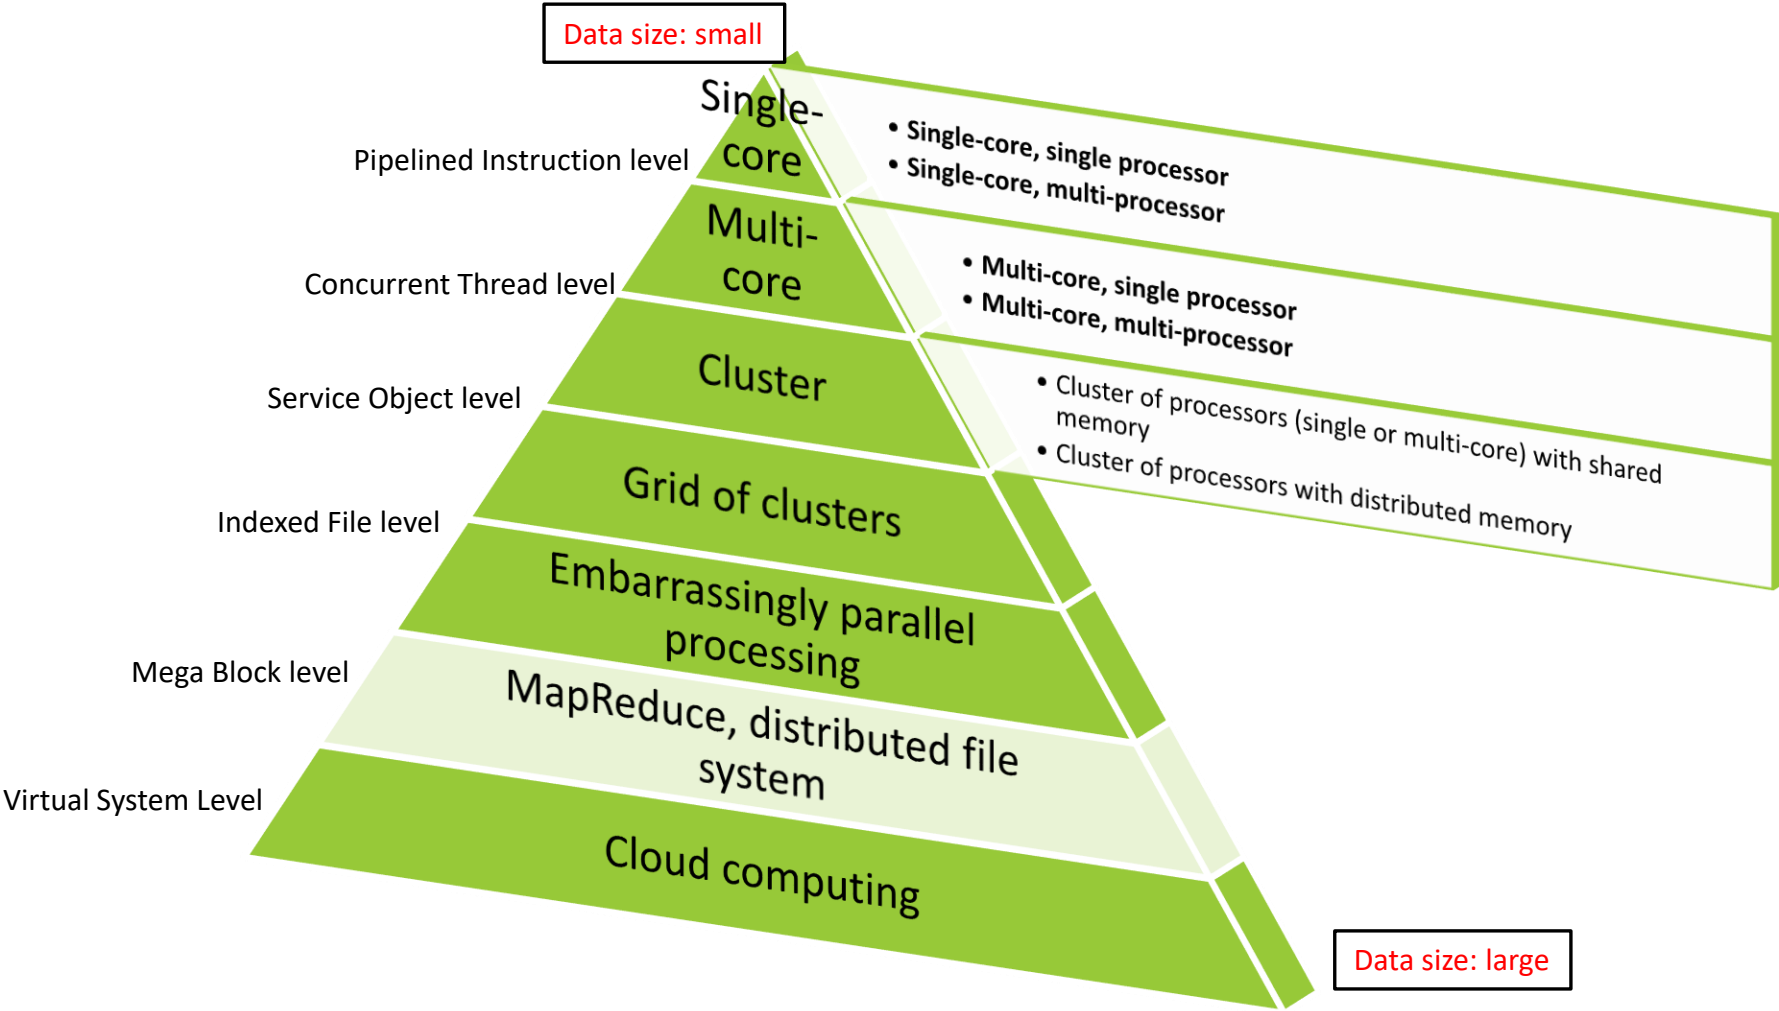 Data size: small
Single-
core
Pipelined Instruction level
• Single-core, single processor
• Single-core, multi-processor
Multi-
core
Concurrent Thread level
• Multi-core, single processor
• Multi-core, multi-processor
Cluster
Service Object level
• Cluster of processors (single or multi-core) with shared
memory
• Cluster of processors with distributed memory
Grid of clusters
Indexed File level
Embarrassingly parallel
processing
Mega Block level
MapReduce, distributed file
system
Virtual System Level
Cloud computing
Data size: large